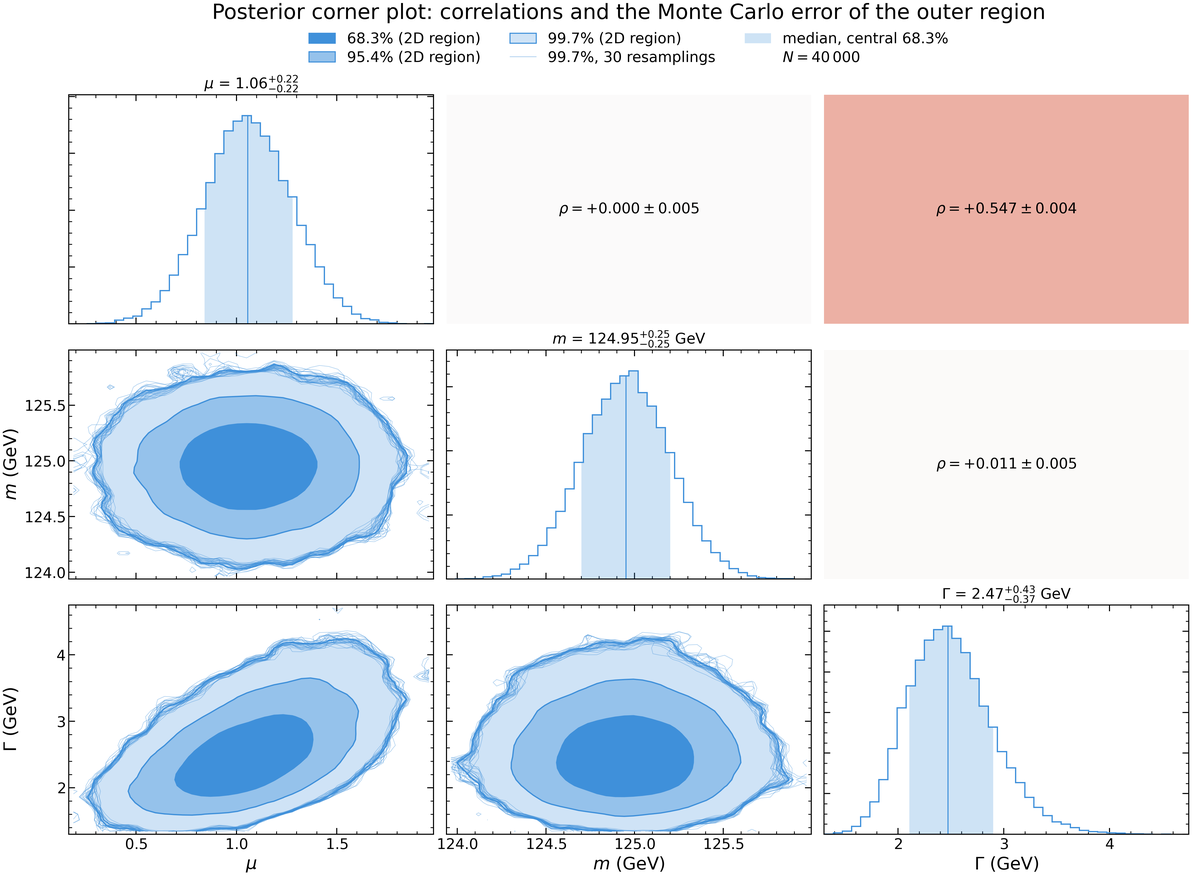 Posterior corner plot: correlations and the Monte Carlo error of the outer region
68.3% (2D region)
95.4% (2D region)
99.7% (2D region)
99.7%, 30 resamplings
median, central 68.3%
N = 40 000
μ = 1.06 +0.22 −0.22
ρ = +0.000 ± 0.005
ρ = +0.547 ± 0.004
m = 124.95 +0.25 −0.25 GeV
125.5
125.0
124.5
124.0
m (GeV)
ρ = +0.011 ± 0.005
Γ = 2.47 +0.43 −0.37 GeV
4
3
2
Γ (GeV)
0.5 1.0 1.5
μ
124.0 124.5 125.0 125.5
m (GeV)
2 3 4
Γ (GeV)